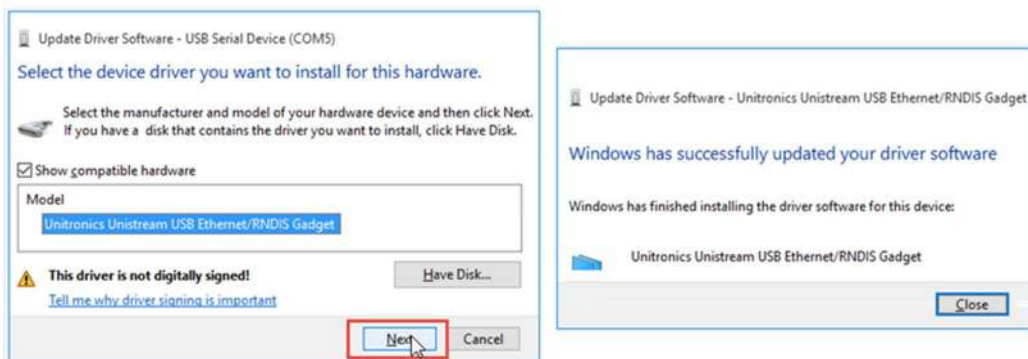 Update Driver Software - USB Serial Device (COM5)
Select the device driver you want to install for this hardware.
Select the manufacturer and model of your hardware device and then click Next.
If you have a disk that contains the driver you want to install, click Have Disk.
Show compatible hardware
Model
Unitronics Unistream USB Ethernet/RNDIS Gadget
This driver is not digitally signed!
Have Disk...
Tell me why driver signing is important
Next
Cancel
Update Driver Software - Unitronics Unistream USB Ethernet/RNDIS Gadget
Windows has successfully updated your driver software
Windows has finished installing the driver software for this device:
Unitronics Unistream USB Ethernet/RNDIS Gadget
Close